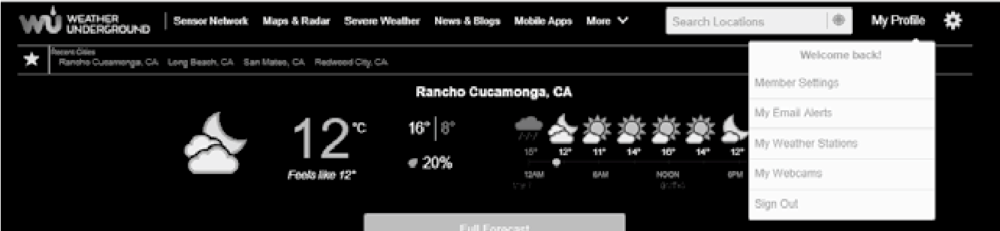 WEATHER
UNDERGROUND
Sensor Network Maps & Radar Severe Weather News & Blogs Mobile Apps More
Search Locations
My Profile
Recent Cities
Rancho Cucamonga, CA Long Beach, CA San Mateo, CA Redwood City, CA
Welcome back!
Member Settings
My Email Alerts
My Weather Stations
My Webcams
Sign Out
Rancho Cucamonga, CA
12 °C
Feels like 12°
16° | 8°
20%
12° 11° 14° 16° 14° 12°
12AM 6AM NOON 6PM
Full Forecast